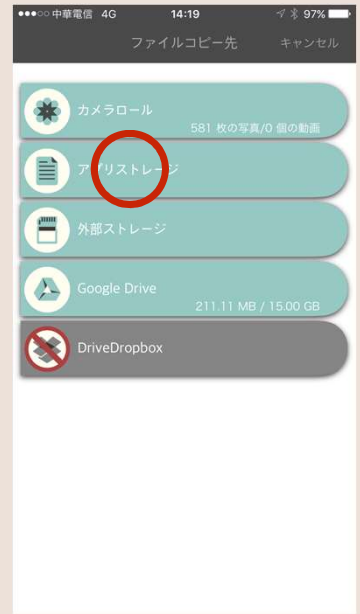 中華電信 4G 14:19 97%
ファイルコピー先 キャンセル
カメラロール
581 枚の写真/0 個の動画
アプリストレージ
外部ストレージ
Google Drive
211.11 MB / 15.00 GB
DriveDropbox